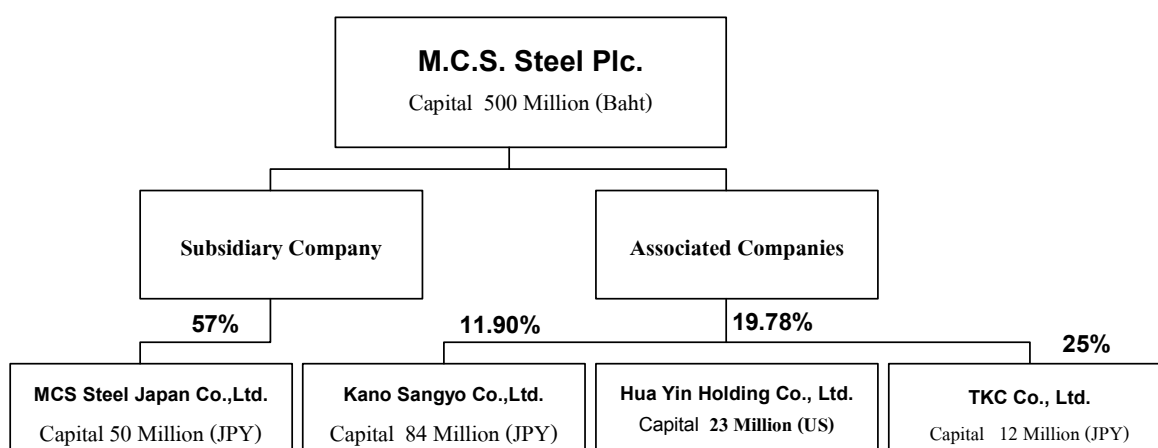 M.C.S. Steel Plc.
Capital 500 Million (Baht)
Subsidiary Company
Associated Companies
57%
11.90%
19.78%
25%
MCS Steel Japan Co.,Ltd.
Capital 50 Million (JPY)
Kano Sangyo Co.,Ltd.
Capital 84 Million (JPY)
Hua Yin Holding Co., Ltd.
Capital 23 Million (US)
TKC Co., Ltd.
Capital 12 Million (JPY)